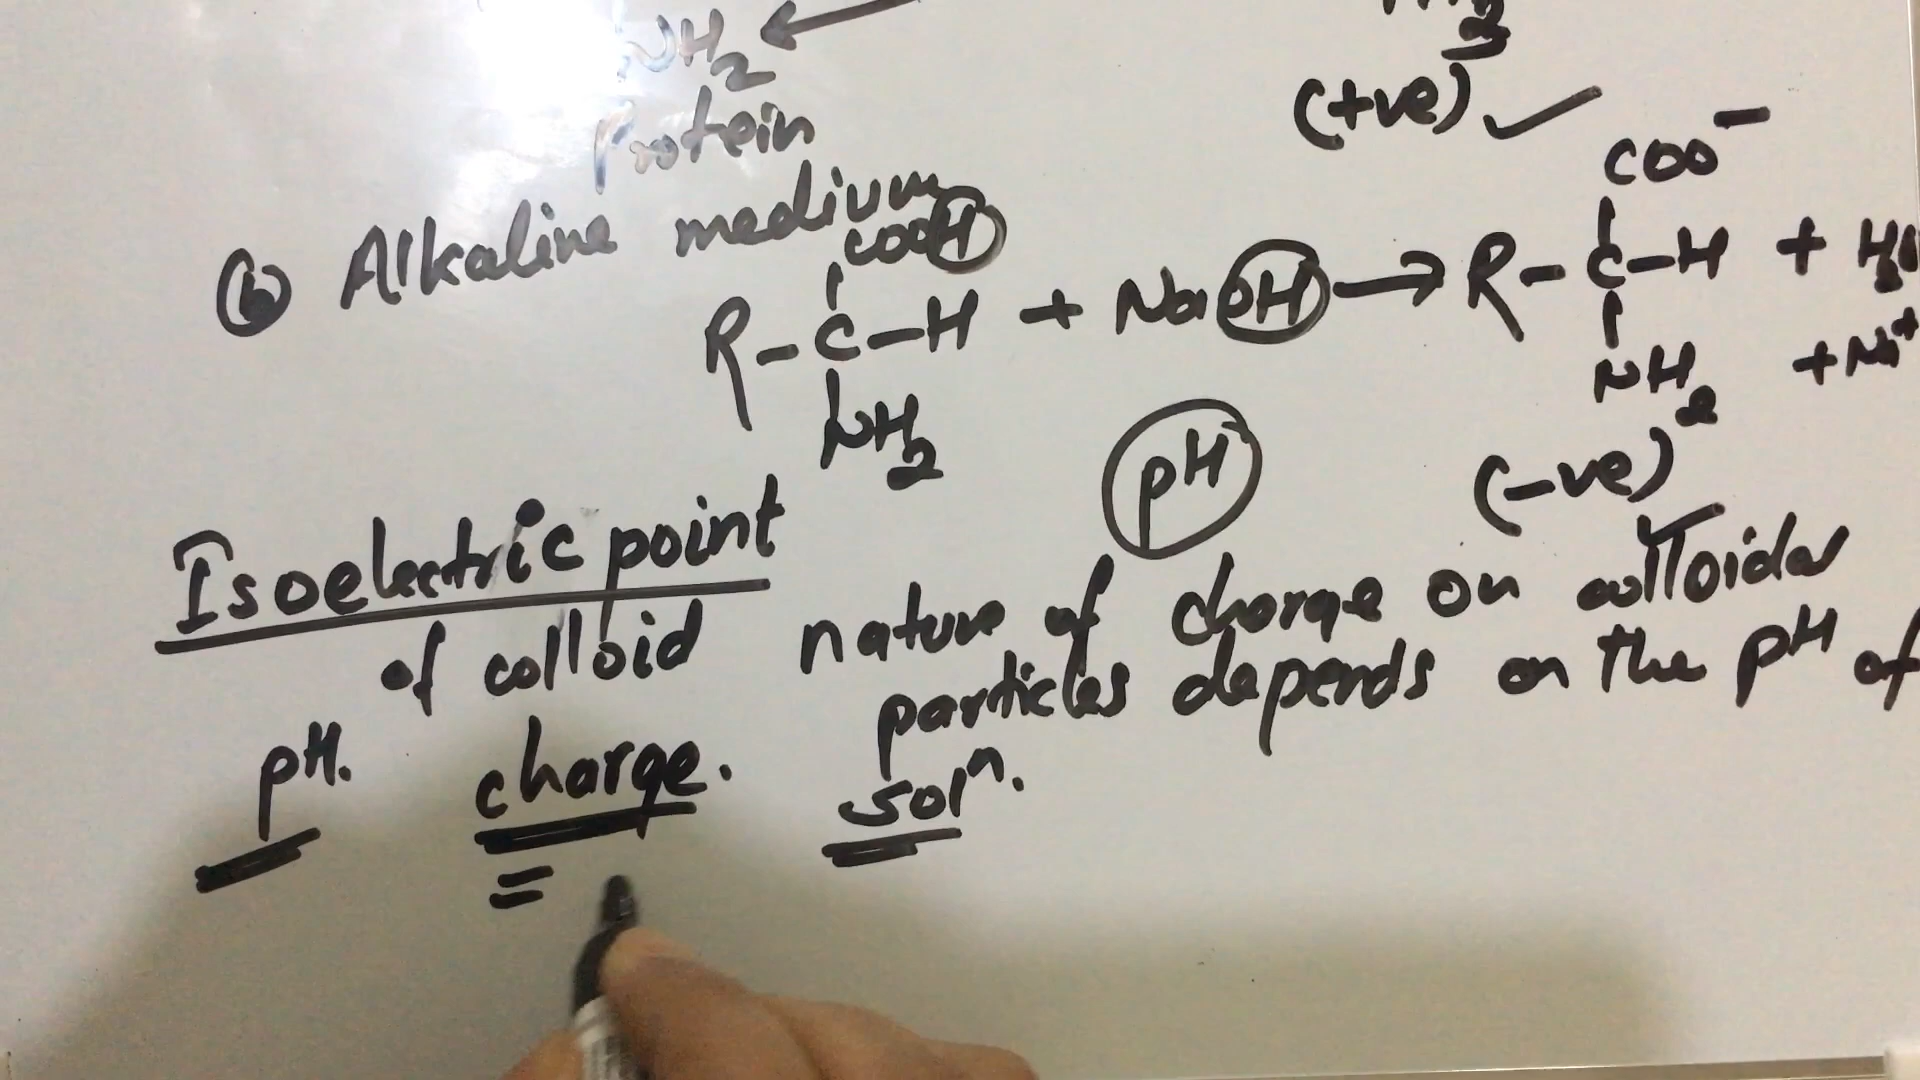 NH2
Protein
(+ve) ✓
(b) Alkaline medium
COOH
R-C-H + NaOH → R-C-H + H2O
NH2
COO-
NH2 + Na+
(-ve)
pH
Isoelectric point
of colloid
nature of charge on colloidal
particles depends on the pH of
soln.
pH.
charge.